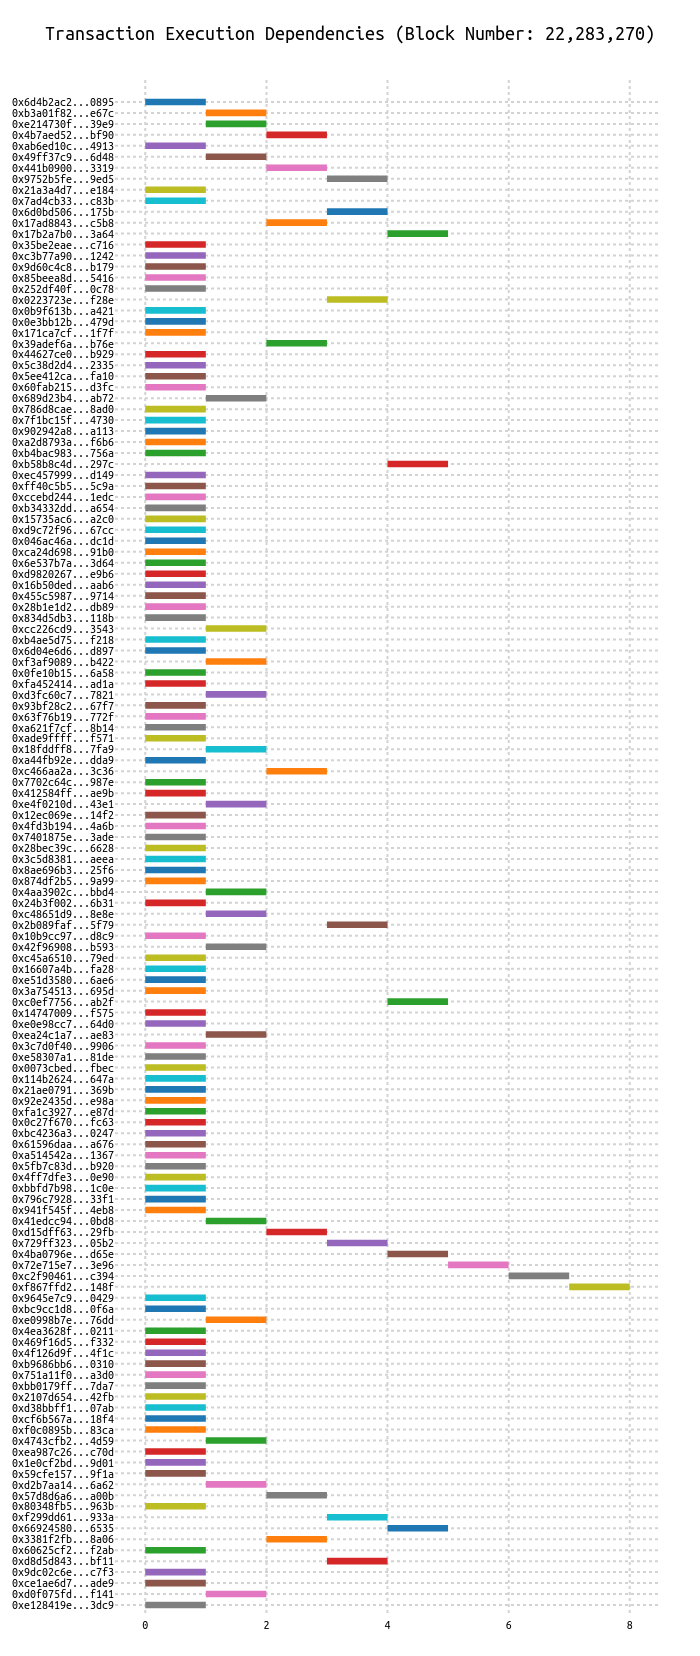 Transaction Execution Dependencies (Block Number: 22,283,270)
0x6d4b2ac2...0895
0xb3a01f82...e67c
0xe214730f...39e9
0x4b7aed52...bf90
0xab6ed10c...4913
0x49ff37c9...6d48
0x441b0900...3319
0x9752b5fe...9ed5
0x21a3a4d7...e184
0x7ad4cb33...c83b
0x6d0bd506...175b
0x17ad8843...c5b8
0x17b2a7b0...3a64
0x35be2eae...c716
0xc3b77a90...1242
0x9d60c4c8...b179
0x85beea8d...5416
0x252df40f...0c78
0x0223723e...f28e
0x0b9f613b...a421
0x0e3bb12b...479d
0x171ca7cf...1f7f
0x39adef6a...b76e
0x44627ce0...b929
0x5c38d2d4...2335
0x5ee412ca...fa10
0x60fab215...d3fc
0x689d23b4...ab72
0x786d8cae...8ad0
0x7f1bc15f...4730
0x902942a8...a113
0xa2d8793a...f6b6
0xb4bac983...756a
0xb58b8c4d...297c
0xec457999...d149
0xff40c5b5...5c9a
0xccebd244...1edc
0xb34332dd...a654
0x15735ac6...a2c0
0xd9c72f96...67cc
0x046ac46a...dc1d
0xca24d698...91b0
0x6e537b7a...3d64
0xd9820267...e9b6
0x16b50ded...aab6
0x455c5987...9714
0x28b1e1d2...db89
0x834d5db3...118b
0xcc226cd9...3543
0xb4ae5d75...f218
0x6d04e6d6...d897
0xf3af9089...b422
0x0fe10b15...6a58
0xfa452414...ad1a
0xd3fc60c7...7821
0x93bf28c2...67f7
0x63f76b19...772f
0xa621f7cf...8b14
0xade9ffff...f571
0x18fddff8...7fa9
0xa44fb92e...dda9
0xc466aa2a...3c36
0x7702c64c...987e
0x412584ff...ae9b
0xe4f0210d...43e1
0x12ec069e...14f2
0x4fd3b194...4a6b
0x7401875e...3ade
0x28bec39c...6628
0x3c5d8381...aeea
0x8ae696b3...25f6
0x874df2b5...9a99
0x4aa3902c...bbd4
0x24b3f002...6b31
0xc48651d9...8e8e
0x2b089faf...5f79
0x10b9cc97...d8c9
0x42f96908...b593
0xc45a6510...79ed
0x16607a4b...fa28
0xe51d3580...6ae6
0x3a754513...695d
0xc0ef7756...ab2f
0x14747009...f575
0xe0e98cc7...64d0
0xea24c1a7...ae83
0x3c7d0f40...9906
0xe58307a1...81de
0x0073cbed...fbec
0x114b2624...647a
0x21ae0791...369b
0x92e2435d...e98a
0xfa1c3927...e87d
0x0c27f670...fc63
0xbc4236a3...0247
0x61596daa...a676
0xa514542a...1367
0x5fb7c83d...b920
0x4ff7dfe3...0e90
0xbbfd7b98...1c0e
0x796c7928...33f1
0x941f545f...4eb8
0x41edcc94...0bd8
0xd15dff63...29fb
0x729ff323...05b2
0x4ba0796e...d65e
0x72e715e7...3e96
0xc2f90461...c394
0xf867ffd2...148f
0x9645e7c9...0429
0xbc9cc1d8...0f6a
0xe0998b7e...76dd
0x4ea3628f...0211
0x469f16d5...f332
0x4f126d9f...4f1c
0xb9686bb6...0310
0x751a11f0...a3d0
0xbb0179ff...7da7
0x2107d654...42fb
0xd38bbff1...07ab
0xcf6b567a...18f4
0xf0c0895b...83ca
0x4743cfb2...4d59
0xea987c26...c70d
0x1e0cf2bd...9d01
0x59cfe157...9f1a
0xd2b7aa14...6a62
0x57d8d6a6...a00b
0x80348fb5...963b
0xf299dd61...933a
0x66924580...6535
0x3381f2fb...8a06
0x60625cf2...f2ab
0xd8d5d843...bf11
0x9dc02c6e...c7f3
0xce1ae6d7...ade9
0xd0f075fd...f141
0xe128419e...3dc9
0 2 4 6 8